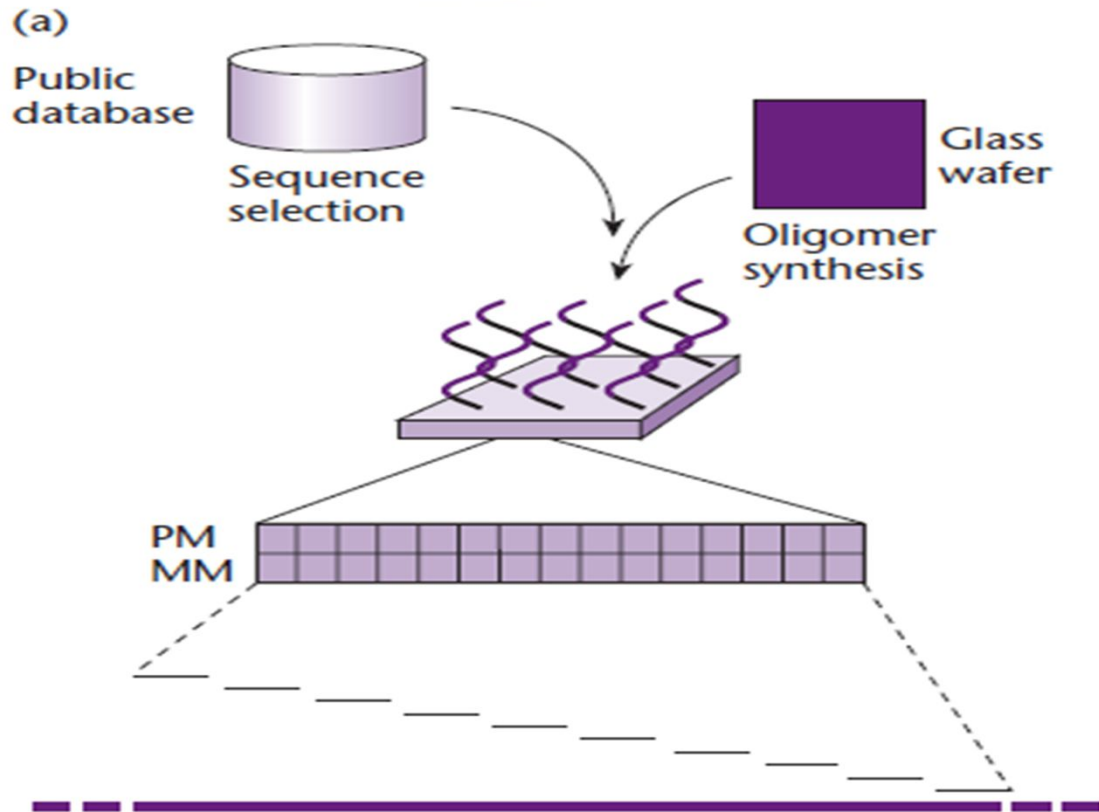 (a)
Public
database
Sequence
selection
Glass
wafer
Oligomer
synthesis
PM
MM